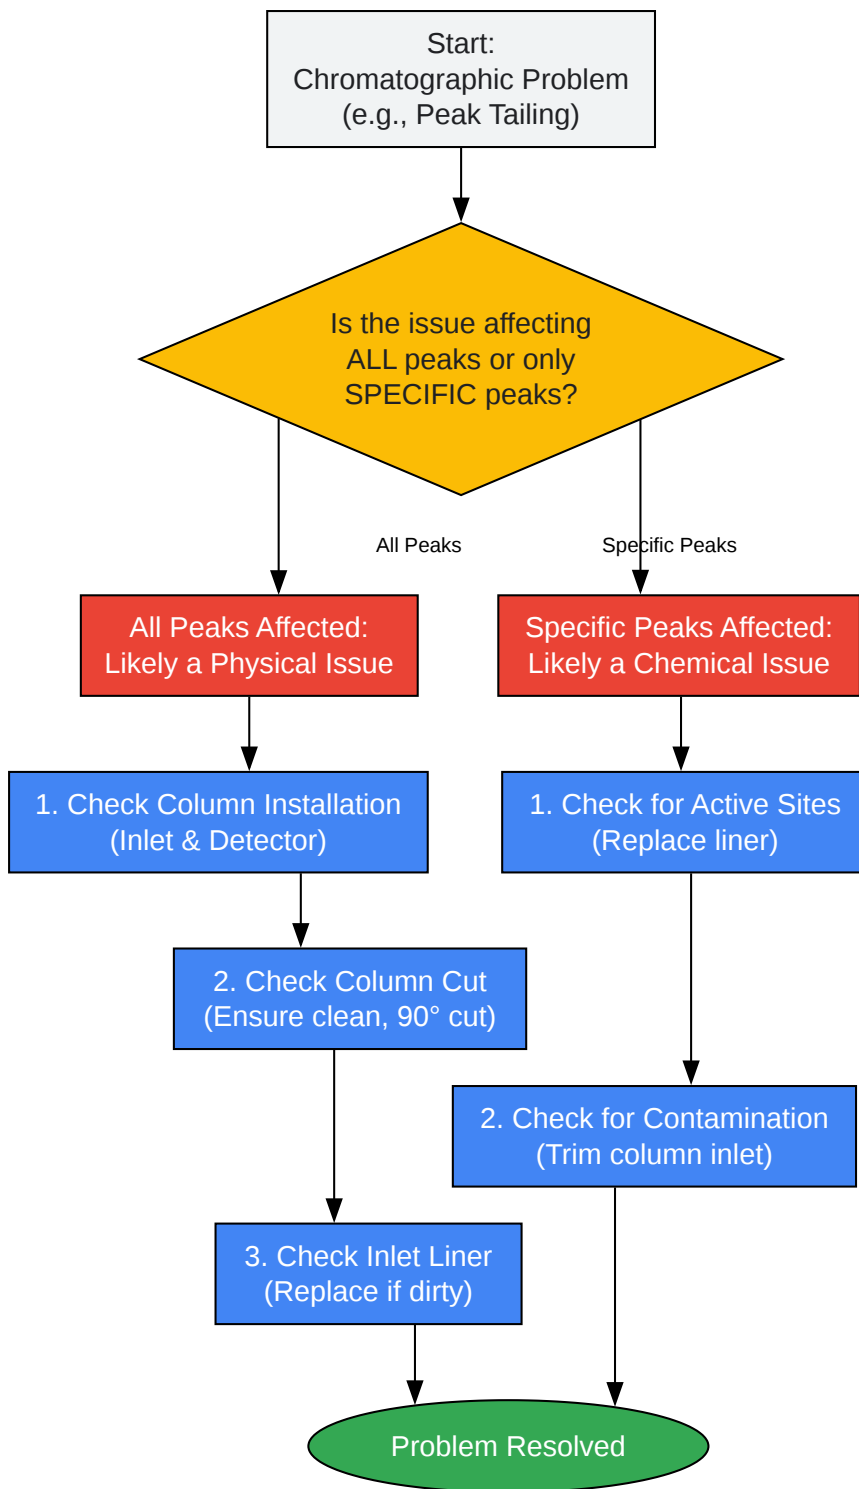 Start:
Chromatographic Problem
(e.g., Peak Tailing)
Is the issue affecting
ALL peaks or only
SPECIFIC peaks?
All Peaks
Specific Peaks
All Peaks Affected:
Likely a Physical Issue
Specific Peaks Affected:
Likely a Chemical Issue
1. Check Column Installation
(Inlet & Detector)
1. Check for Active Sites
(Replace liner)
2. Check Column Cut
(Ensure clean, 90° cut)
2. Check for Contamination
(Trim column inlet)
3. Check Inlet Liner
(Replace if dirty)
Problem Resolved